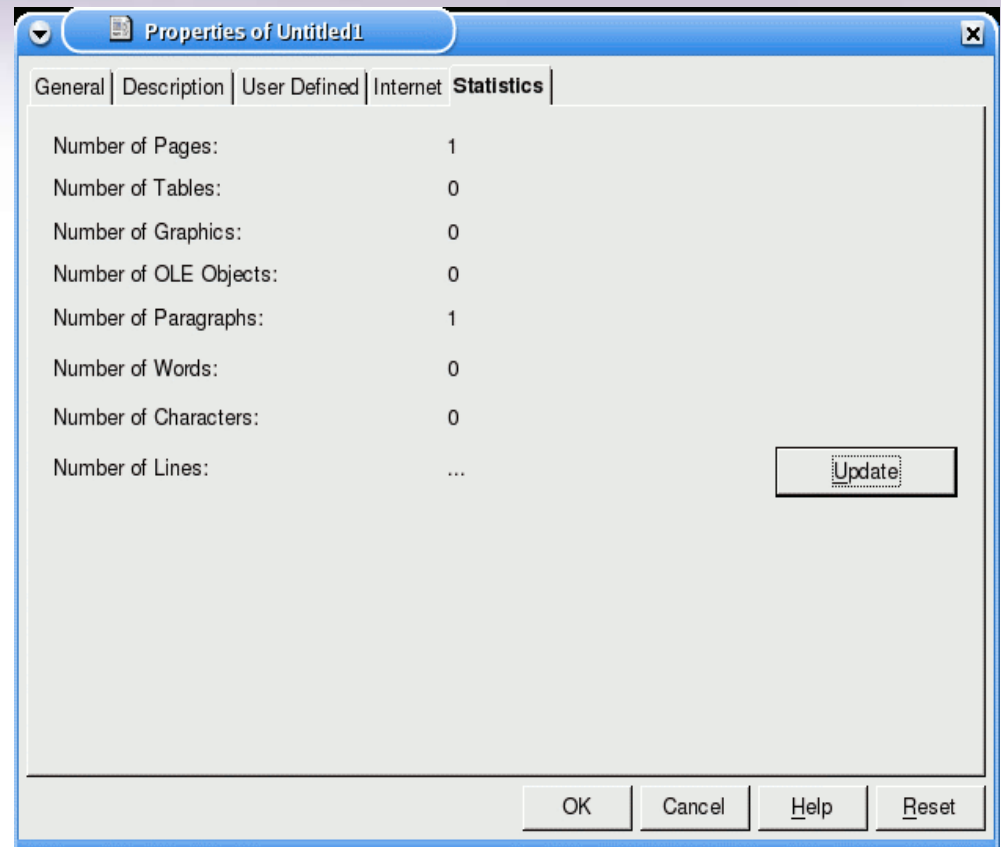 Properties of Untitled1
General Description User Defined Internet Statistics
Number of Pages: 1
Number of Tables: 0
Number of Graphics: 0
Number of OLE Objects: 0
Number of Paragraphs: 1
Number of Words: 0
Number of Characters: 0
Number of Lines: ... Update
OK Cancel Help Reset